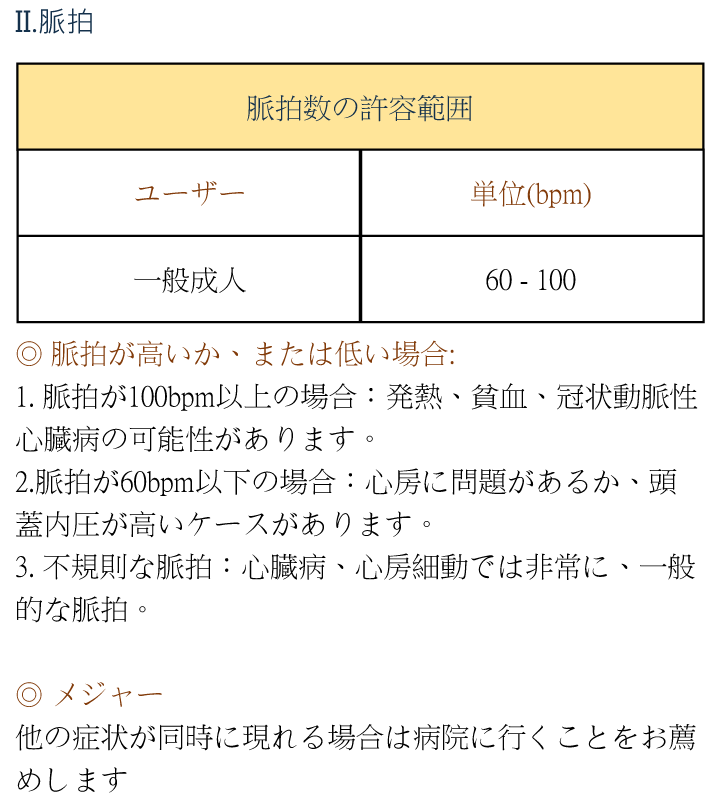 II.脈拍
脈拍数の許容範囲
ユーザー 単位(bpm)
一般成人 60 - 100
◎ 脈拍が高いか、または低い場合:
1. 脈拍が100bpm以上の場合：発熱、貧血、冠状動脈性
心臓病の可能性があります。
2.脈拍が60bpm以下の場合：心房に問題があるか、頭
蓋内圧が高いケースがあります。
3. 不規則な脈拍：心臓病、心房細動では非常に、一般
的な脈拍。
◎ メジャー
他の症状が同時に現れる場合は病院に行くことをお薦
めします